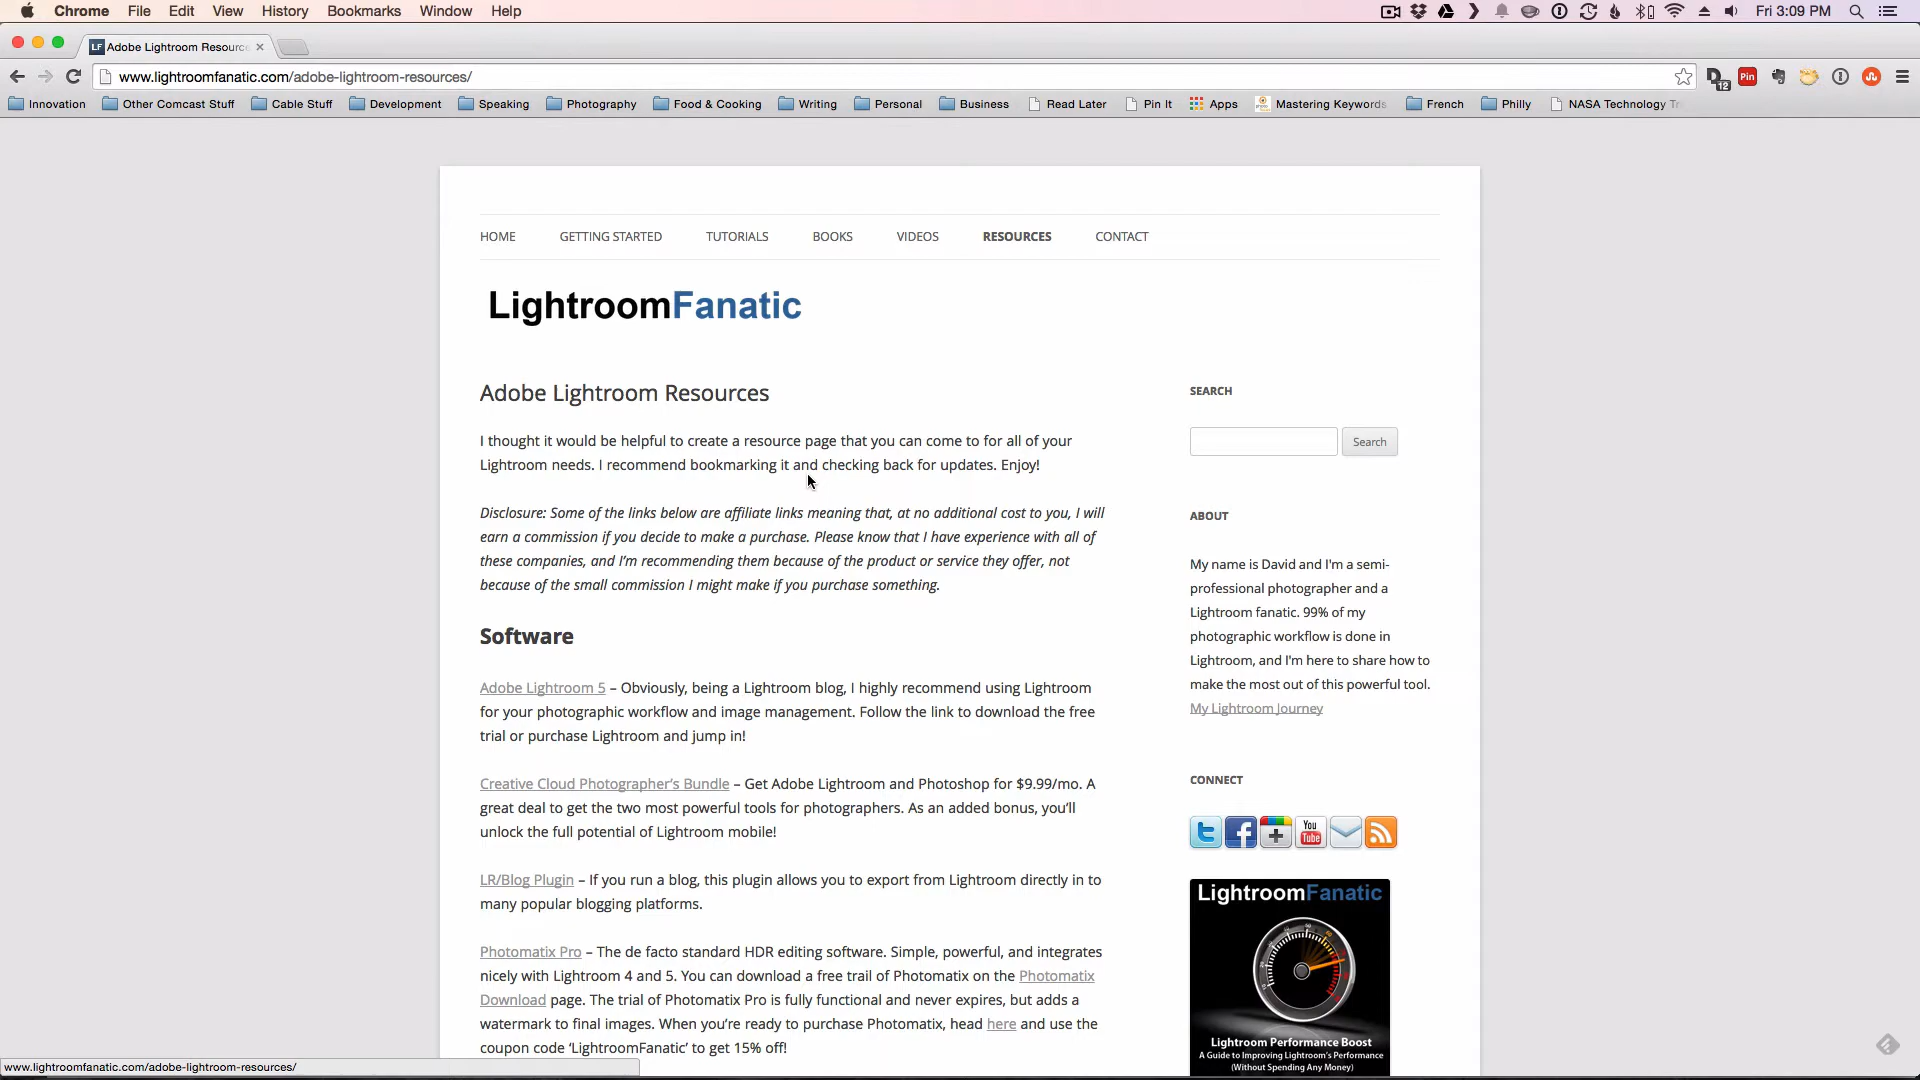 Chrome File Edit View History Bookmarks Window Help Fri 3:09 PM
LF Adobe Lightroom Resourc
www.lightroomfanatic.com/adobe-lightroom-resources/ 12 Pin
Innovation Other Comcast Stuff Cable Stuff Development Speaking Photography Food & Cooking Writing Personal Business Read Later Pin It Apps Mastering Keywords French Philly NASA Technology Tr
HOME GETTING STARTED TUTORIALS BOOKS VIDEOS RESOURCES CONTACT
LightroomFanatic
Adobe Lightroom Resources
I thought it would be helpful to create a resource page that you can come to for all of your
Lightroom needs. I recommend bookmarking it and checking back for updates. Enjoy!
Disclosure: Some of the links below are affiliate links meaning that, at no additional cost to you, I will
earn a commission if you decide to make a purchase. Please know that I have experience with all of
these companies, and I'm recommending them because of the product or service they offer, not
because of the small commission I might make if you purchase something.
Software
Adobe Lightroom 5 – Obviously, being a Lightroom blog, I highly recommend using Lightroom
for your photographic workflow and image management. Follow the link to download the free
trial or purchase Lightroom and jump in!
Creative Cloud Photographer's Bundle – Get Adobe Lightroom and Photoshop for $9.99/mo. A
great deal to get the two most powerful tools for photographers. As an added bonus, you'll
unlock the full potential of Lightroom mobile!
LR/Blog Plugin – If you run a blog, this plugin allows you to export from Lightroom directly in to
many popular blogging platforms.
Photomatix Pro – The de facto standard HDR editing software. Simple, powerful, and integrates
nicely with Lightroom 4 and 5. You can download a free trail of Photomatix on the Photomatix
Download page. The trial of Photomatix Pro is fully functional and never expires, but adds a
watermark to final images. When you're ready to purchase Photomatix, head here and use the
coupon code 'LightroomFanatic' to get 15% off!
SEARCH
Search
ABOUT
My name is David and I'm a semi-
professional photographer and a
Lightroom fanatic. 99% of my
photographic workflow is done in
Lightroom, and I'm here to share how to
make the most out of this powerful tool.
My Lightroom Journey
CONNECT
You
Tube
LightroomFanatic
Lightroom Performance Boost
A Guide to Improving Lightroom's Performance
(Without Spending Any Money)
www.lightroomfanatic.com/adobe-lightroom-resources/